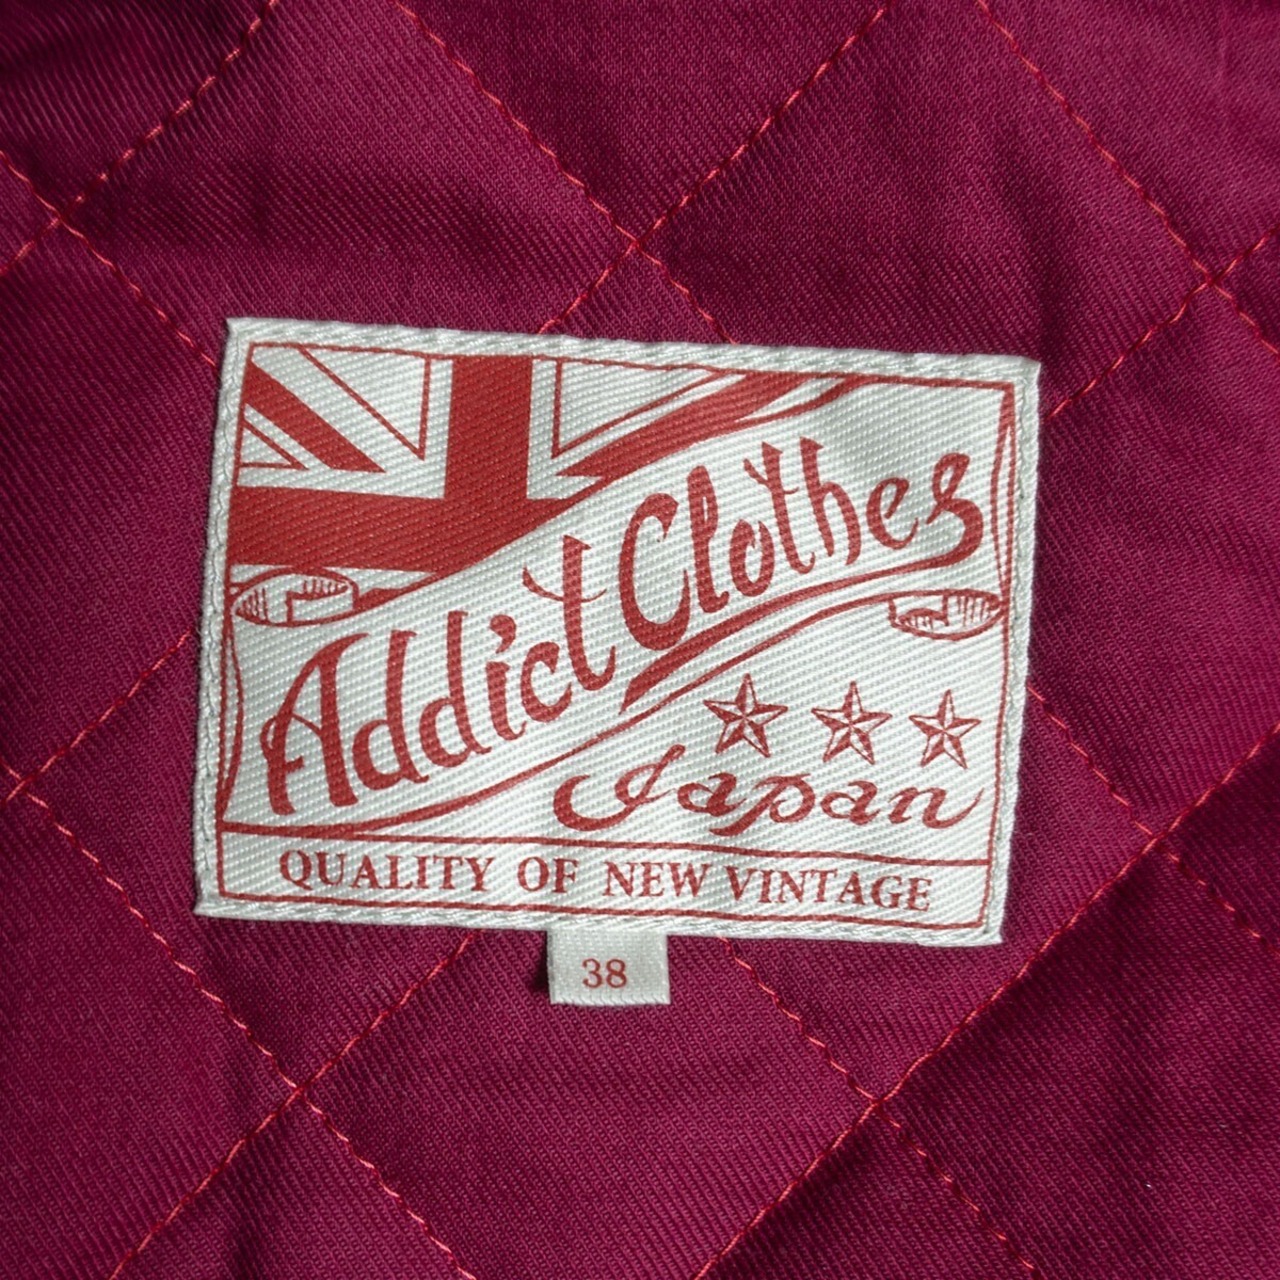 Addict Clothes
Japan
QUALITY OF NEW VINTAGE
38